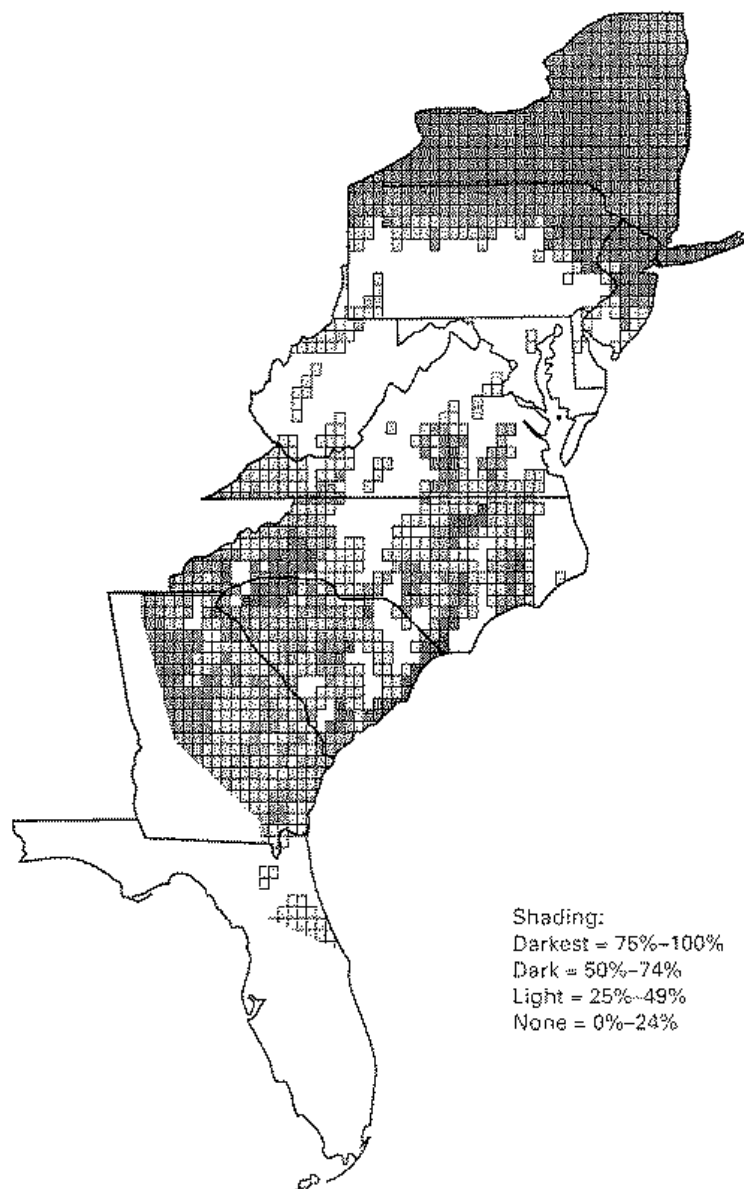 Shading:
Darkest = 75%–100%
Dark = 50%–74%
Light = 25%–49%
None = 0%–24%